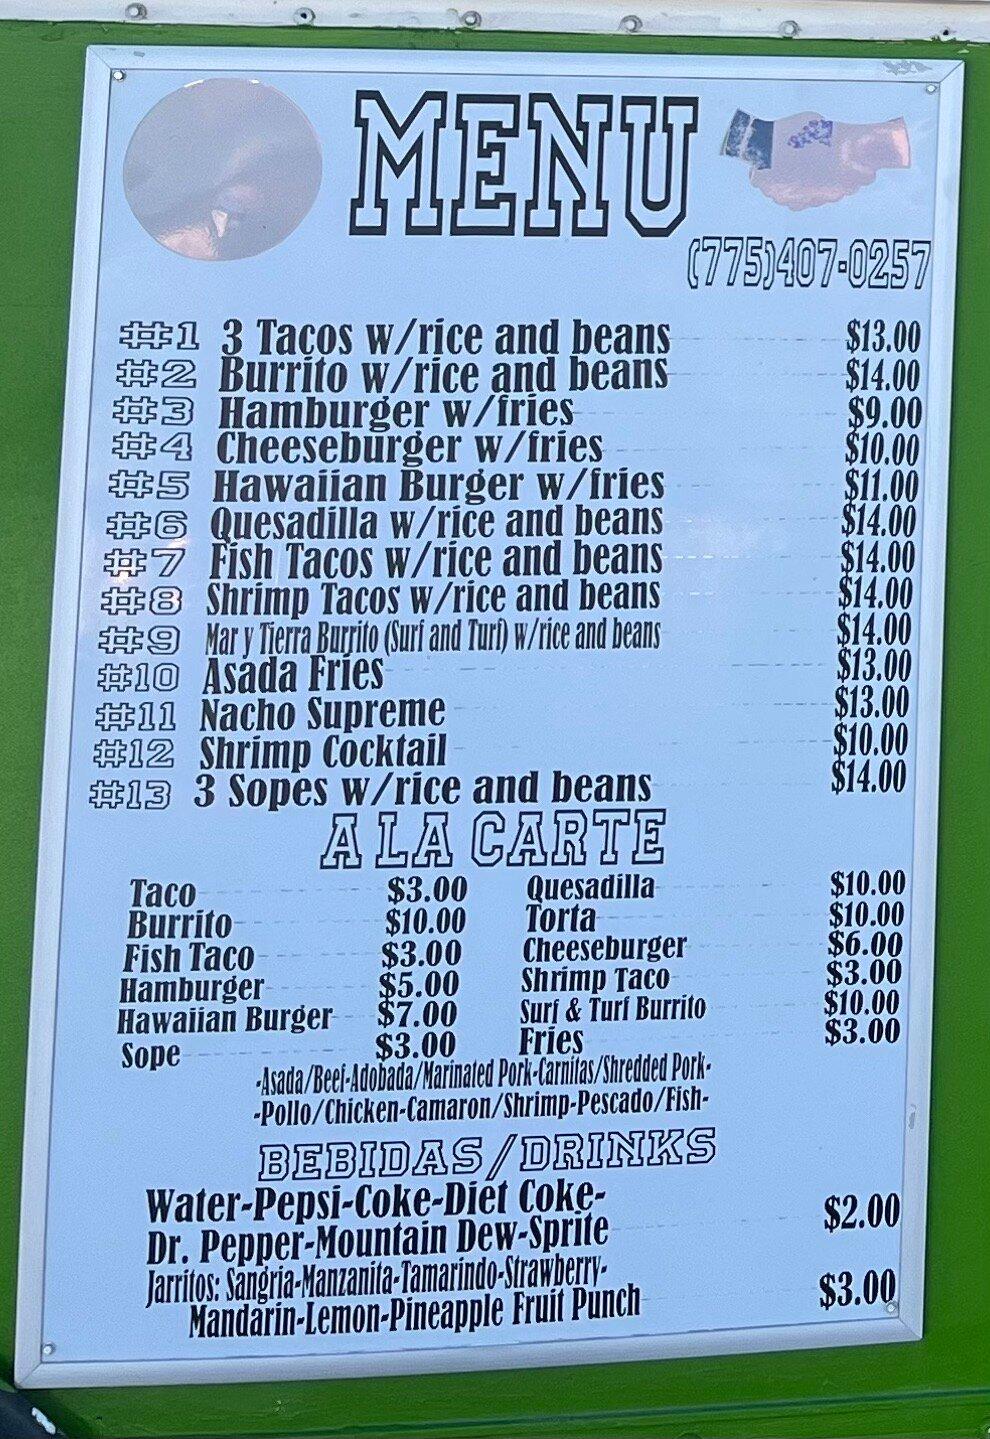 MENU
(775)407-0257
#1 3 Tacos w/rice and beans $13.00
#2 Burrito w/rice and beans $14.00
#3 Hamburger w/fries $9.00
#4 Cheeseburger w/fries $10.00
#5 Hawaiian Burger w/fries $11.00
#6 Quesadilla w/rice and beans $14.00
#7 Fish Tacos w/rice and beans $14.00
#8 Shrimp Tacos w/rice and beans $14.00
#9 Mar y Tierra Burrito (Surf and Turf) w/rice and beans $14.00
#10 Asada Fries $13.00
#11 Nacho Supreme $13.00
#12 Shrimp Cocktail $10.00
#13 3 Sopes w/rice and beans $14.00
A LA CARTE
Taco $3.00 Quesadilla $10.00
Burrito $10.00 Torta $10.00
Fish Taco $3.00 Cheeseburger $6.00
Hamburger $5.00 Shrimp Taco $3.00
Hawaiian Burger $7.00 Surf & Turf Burrito $10.00
Sope $3.00 Fries $3.00
-Asada/Beef-Adobada/Marinated Pork-Carnitas/Shredded Pork-
-Pollo/Chicken-Camaron/Shrimp-Pescado/Fish-
BEBIDAS/DRINKS
Water-Pepsi-Coke-Diet Coke-
Dr. Pepper-Mountain Dew-Sprite $2.00
Jarritos: Sangria-Manzanita-Tamarindo-Strawberry-
Mandarin-Lemon-Pineapple Fruit Punch $3.00